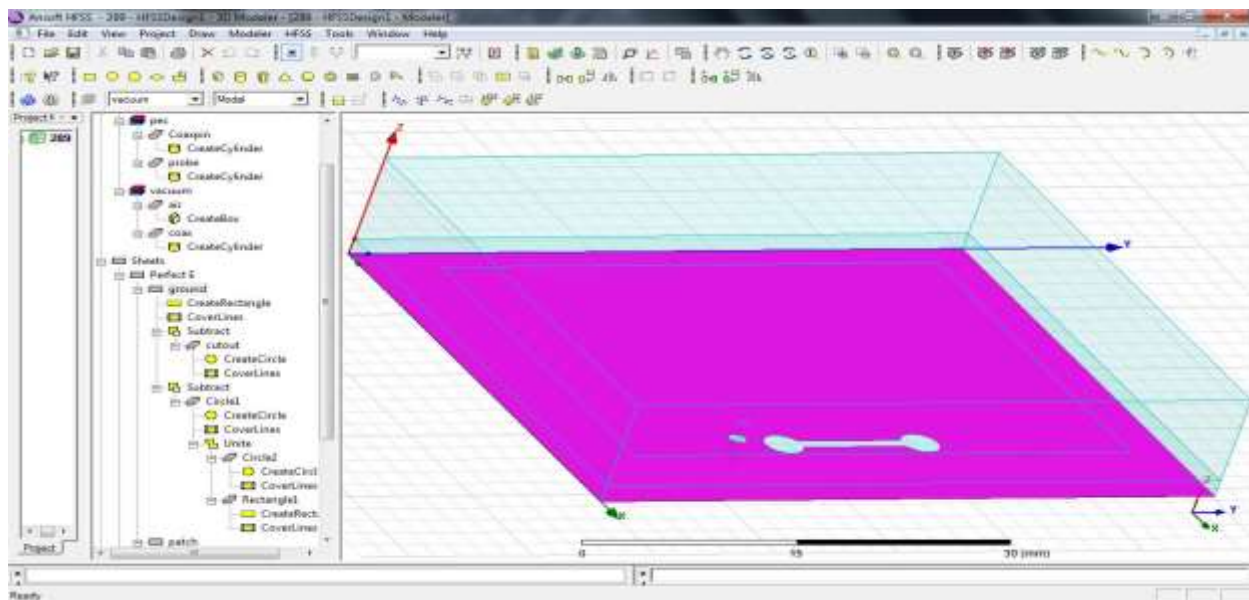 Ansoft HFSS - 289 - HFSSDesign1 - 3D Modeler - [289 - HFSSDesign1 - Modeler]
File Edit View Project Draw Modeler HFSS Tools Window Help
vacuum
Model
Project
289
pec
Coaxpin
CreateCylinder
probe
CreateCylinder
vacuum
air
CreateBox
coax
CreateCylinder
Sheets
Perfect E
ground
CreateRectangle
CoverLines
Subtract
cutout
CreateCircle
CoverLines
Subtract
Circle1
CreateCircle
CoverLines
Unite
Circle2
CreateCircl
CoverLines
Rectangle1
CreateRect
CoverLines
patch
Project
Z
Y
X
Z
Y
X
0 15 30 (mm)
Ready